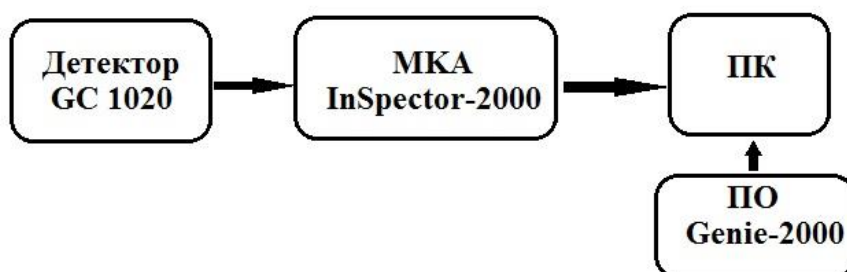 Детектор
GC 1020
МКА
InSpector-2000
ПК
ПО
Genie-2000